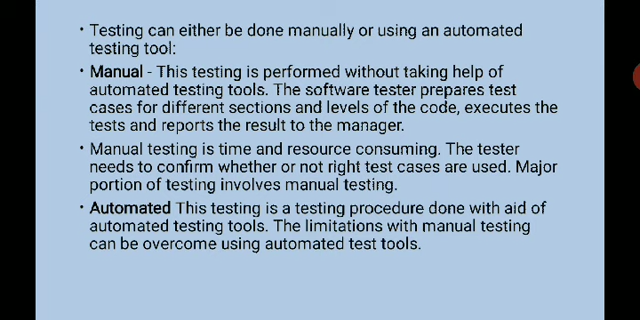 • Testing can either be done manually or using an automated
testing tool:
• Manual - This testing is performed without taking help of
automated testing tools. The software tester prepares test
cases for different sections and levels of the code, executes the
tests and reports the result to the manager.
• Manual testing is time and resource consuming. The tester
needs to confirm whether or not right test cases are used. Major
portion of testing involves manual testing.
• Automated This testing is a testing procedure done with aid of
automated testing tools. The limitations with manual testing
can be overcome using automated test tools.